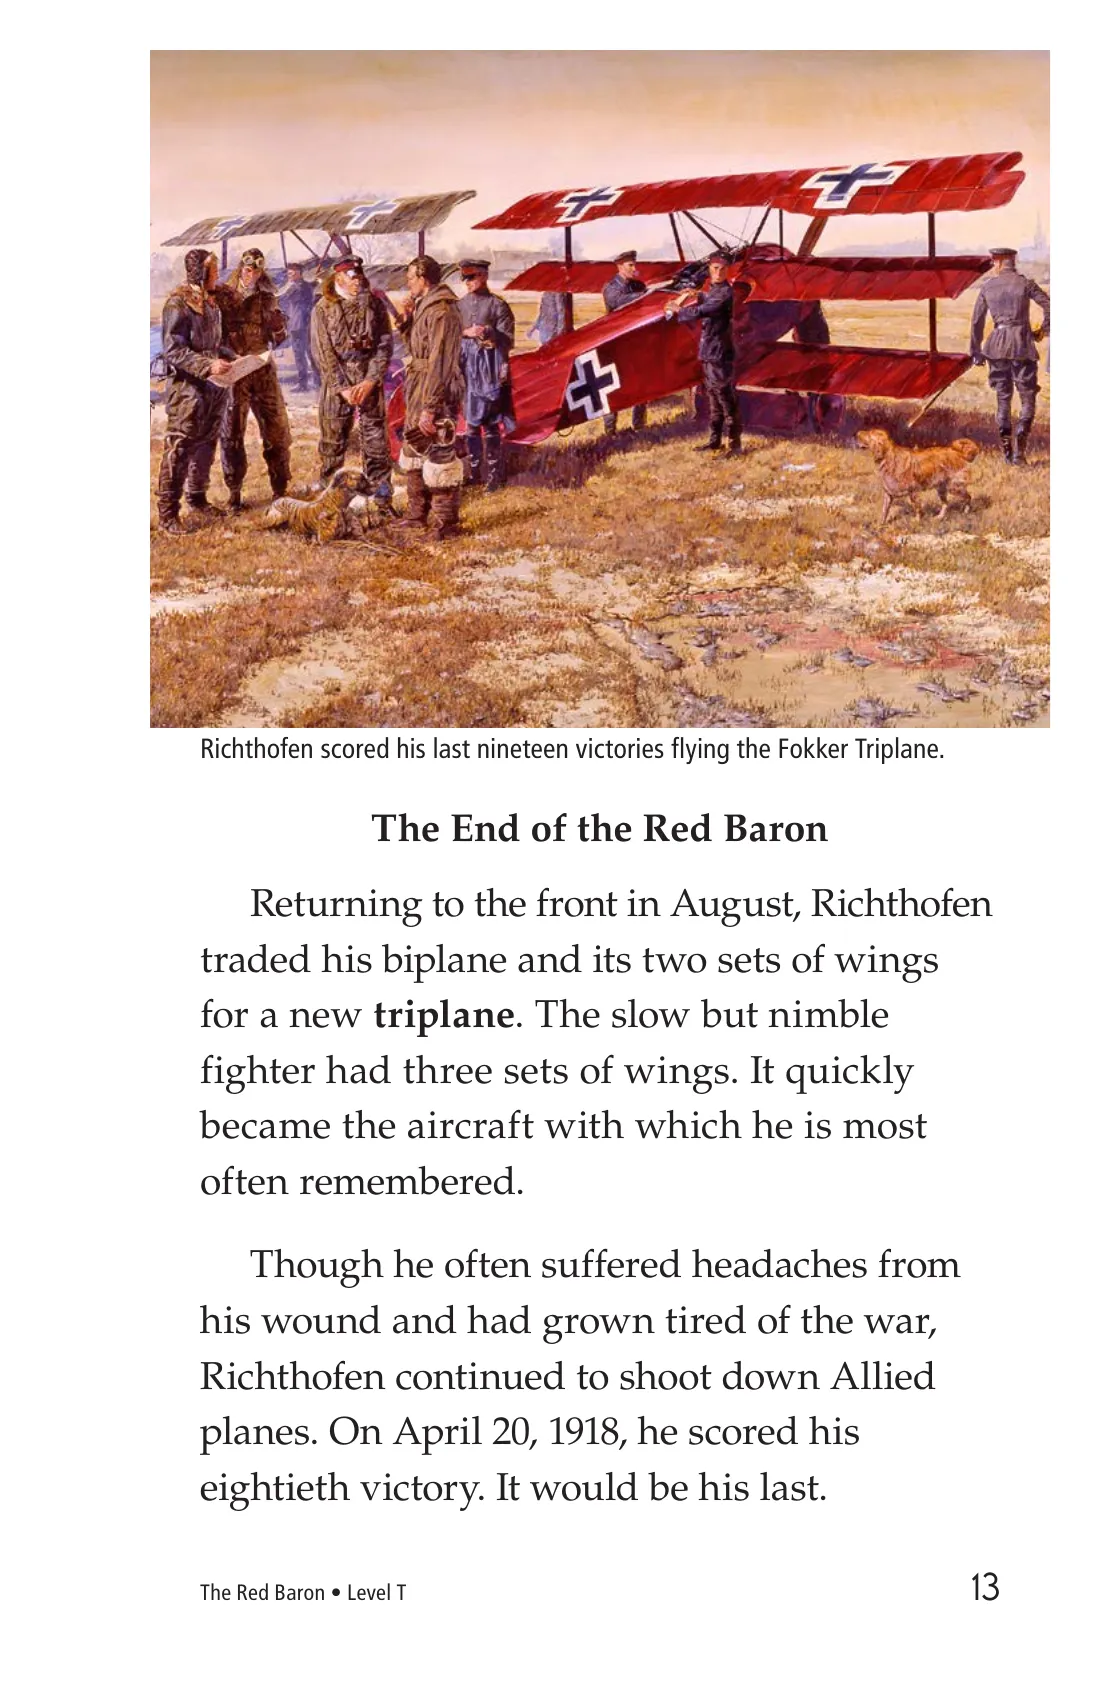 Richthofen scored his last nineteen victories flying the Fokker Triplane.
The End of the Red Baron
Returning to the front in August, Richthofen
traded his biplane and its two sets of wings
for a new triplane. The slow but nimble
fighter had three sets of wings. It quickly
became the aircraft with which he is most
often remembered.
Though he often suffered headaches from
his wound and had grown tired of the war,
Richthofen continued to shoot down Allied
planes. On April 20, 1918, he scored his
eightieth victory. It would be his last.
The Red Baron • Level T
13